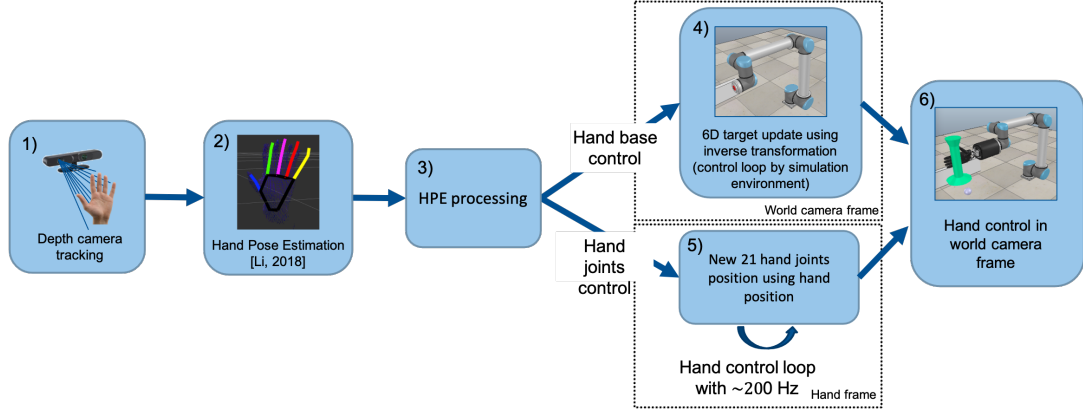 1)
Depth camera
tracking
2)
Hand Pose Estimation
[Li, 2018]
3)
HPE processing
Hand base
control
Hand
joints
control
4)
6D target update using
inverse transformation
(control loop by simulation
environment)
World camera frame
5)
New 21 hand joints
position using hand
position
Hand control loop
with ~200 Hz
Hand frame
6)
Hand control in
world camera
frame